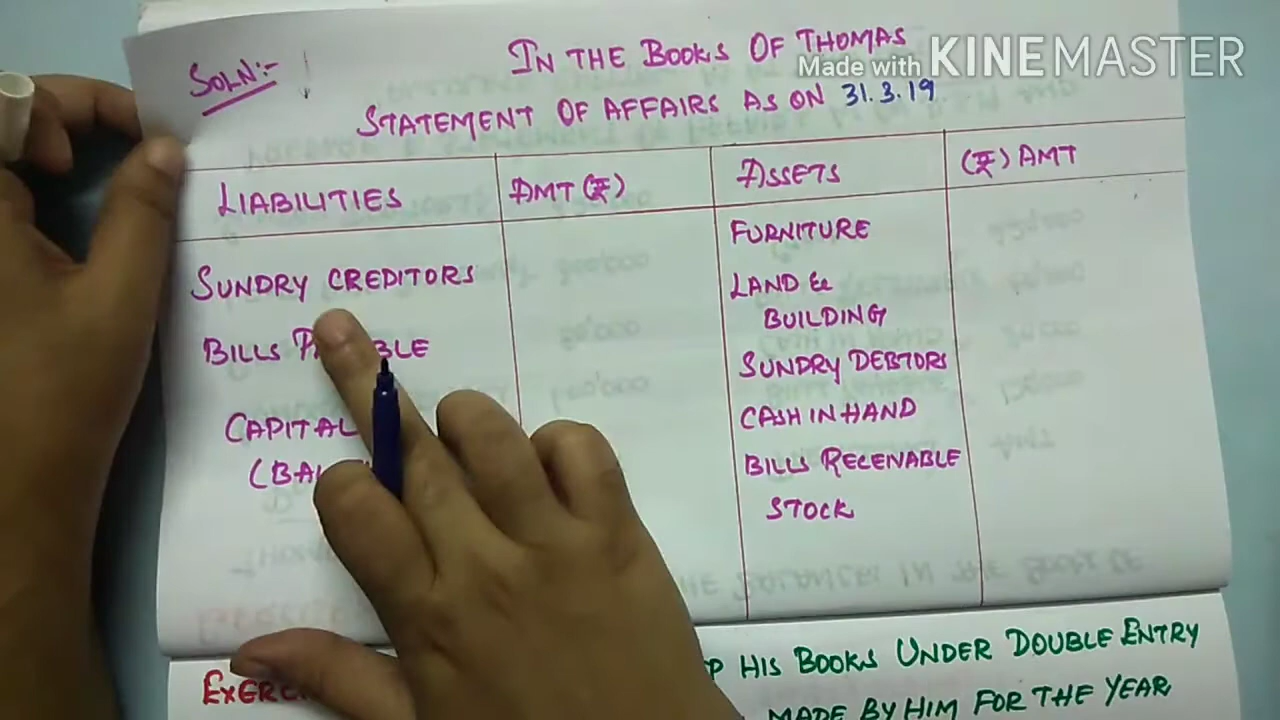 SOLN:-
IN THE BOOKS OF THOMAS
Made with KINEMASTER
STATEMENT OF AFFAIRS AS ON 31.3.19
LIABILITIES AMT (₹) ASSETS (₹) AMT
FURNITURE
SUNDRY CREDITORS LAND &
BUILDING
BILLS SUNDRY DEBTORS
CAPITAL CASH IN HAND
BILLS RECENABLE
STOCK
HIS BOOKS UNDER DOUBLE ENTRY
MADE BY HIM FOR THE YEAR